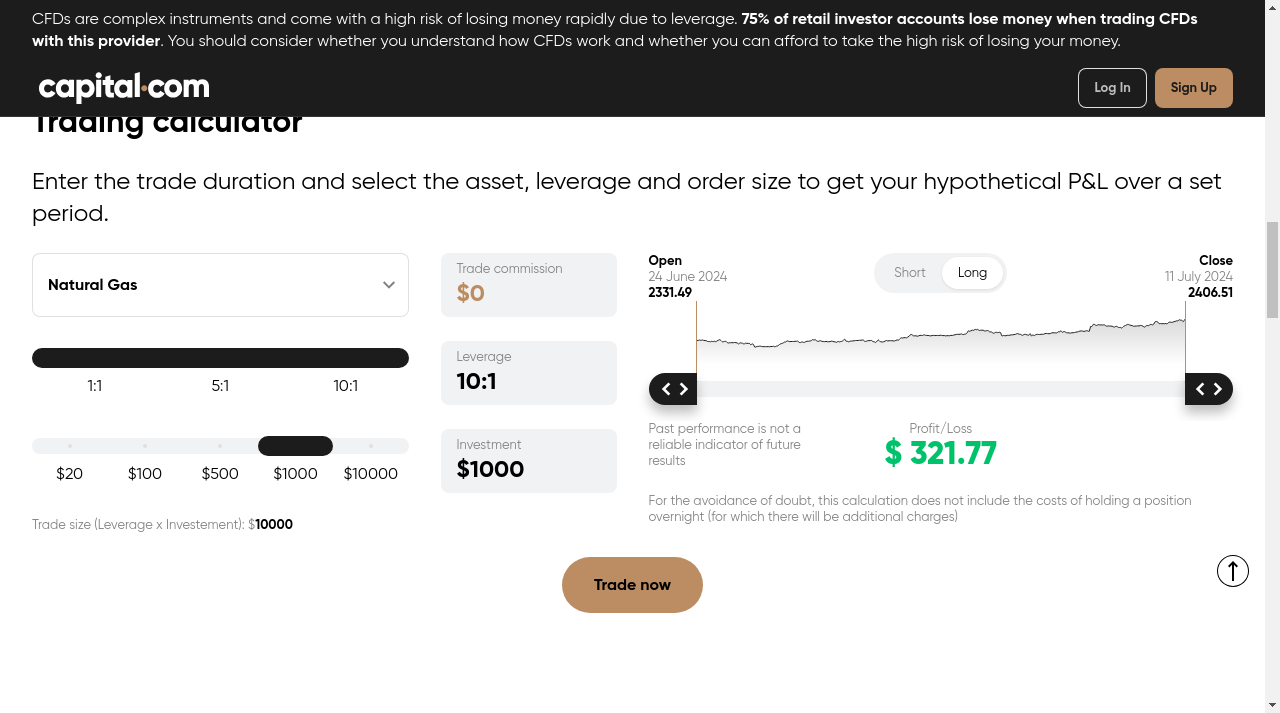 CFDs are complex instruments and come with a high risk of losing money rapidly due to leverage. 75% of retail investor accounts lose money when trading CFDs
with this provider. You should consider whether you understand how CFDs work and whether you can afford to take the high risk of losing your money.
capital.com
Log In
Sign Up
Trading calculator
Enter the trade duration and select the asset, leverage and order size to get your hypothetical P&L over a set
period.
Natural Gas
1:1 5:1 10:1
$20 $100 $500 $1000 $10000
Trade size (Leverage x Investement): $10000
Trade commission
$0
Leverage
10:1
Investment
$1000
Open
24 June 2024
2331.49
Short Long
Close
11 July 2024
2406.51
Past performance is not a
reliable indicator of future
results
Profit/Loss
$ 321.77
For the avoidance of doubt, this calculation does not include the costs of holding a position
overnight (for which there will be additional charges)
Trade now